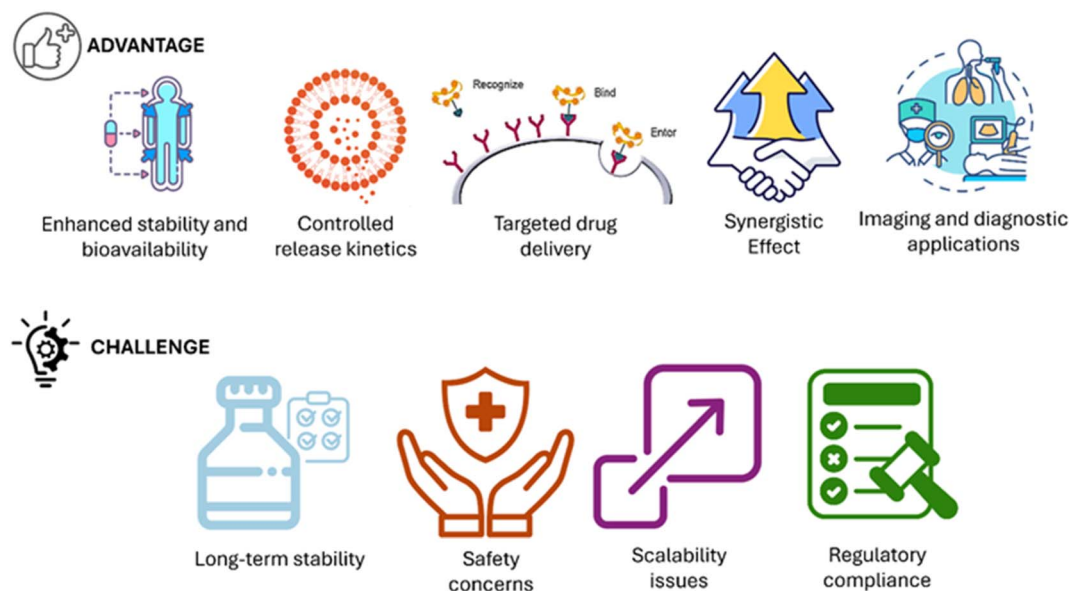 ADVANTAGE
Recognize
Bind
Enter
Enhanced stability and
bioavailability
Controlled
release kinetics
Targeted drug
delivery
Synergistic
Effect
Imaging and diagnostic
applications
CHALLENGE
Long-term stability
Safety
concerns
Scalability
issues
Regulatory
compliance